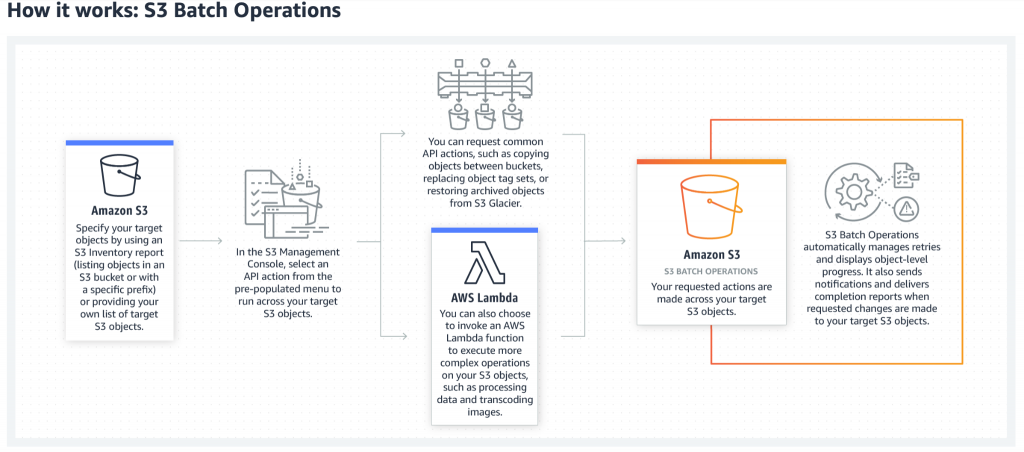 How it works: S3 Batch Operations
Amazon S3
Specify your target
objects by using an
S3 Inventory report
(listing objects in an
S3 bucket or with
a specific prefix)
or providing your
own list of target
S3 objects.
In the S3 Management
Console, select an
API action from the
pre-populated menu to
run across your target
S3 objects.
You can request common
API actions, such as copying
objects between buckets,
replacing object tag sets, or
restoring archived objects
from S3 Glacier.
AWS Lambda
You can also choose
to invoke an AWS
Lambda function
to execute more
complex operations
on your S3 objects,
such as processing
data and transcoding
images.
Amazon S3
S3 BATCH OPERATIONS
Your requested actions are
made across your target
S3 objects.
S3 Batch Operations
automatically manages retries
and displays object-level
progress. It also sends
notifications and delivers
completion reports when
requested changes are made
to your target S3 objects.